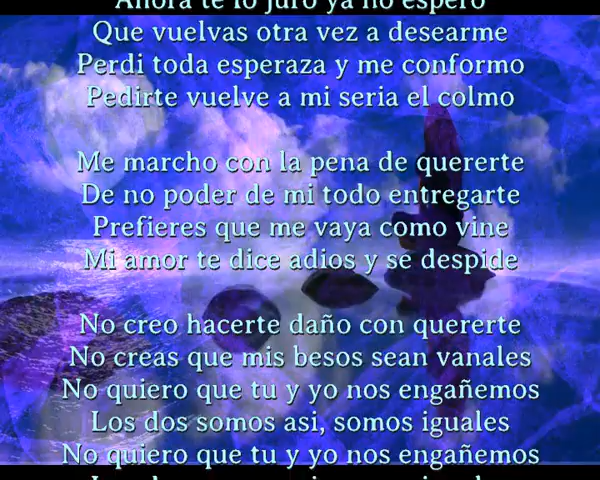 Ahora te lo juro ya no espero
Que vuelvas otra vez a desearme
Perdi toda esperaza y me conformo
Pedirte vuelve a mi seria el colmo
Me marcho con la pena de quererte
De no poder de mi todo entregarte
Prefieres que me vaya como vine
Mi amor te dice adios y se despide
No creo hacerte daño con quererte
No creas que mis besos sean vanales
No quiero que tu y yo nos engañemos
Los dos somos asi, somos iguales
No quiero que tu y yo nos engañemos